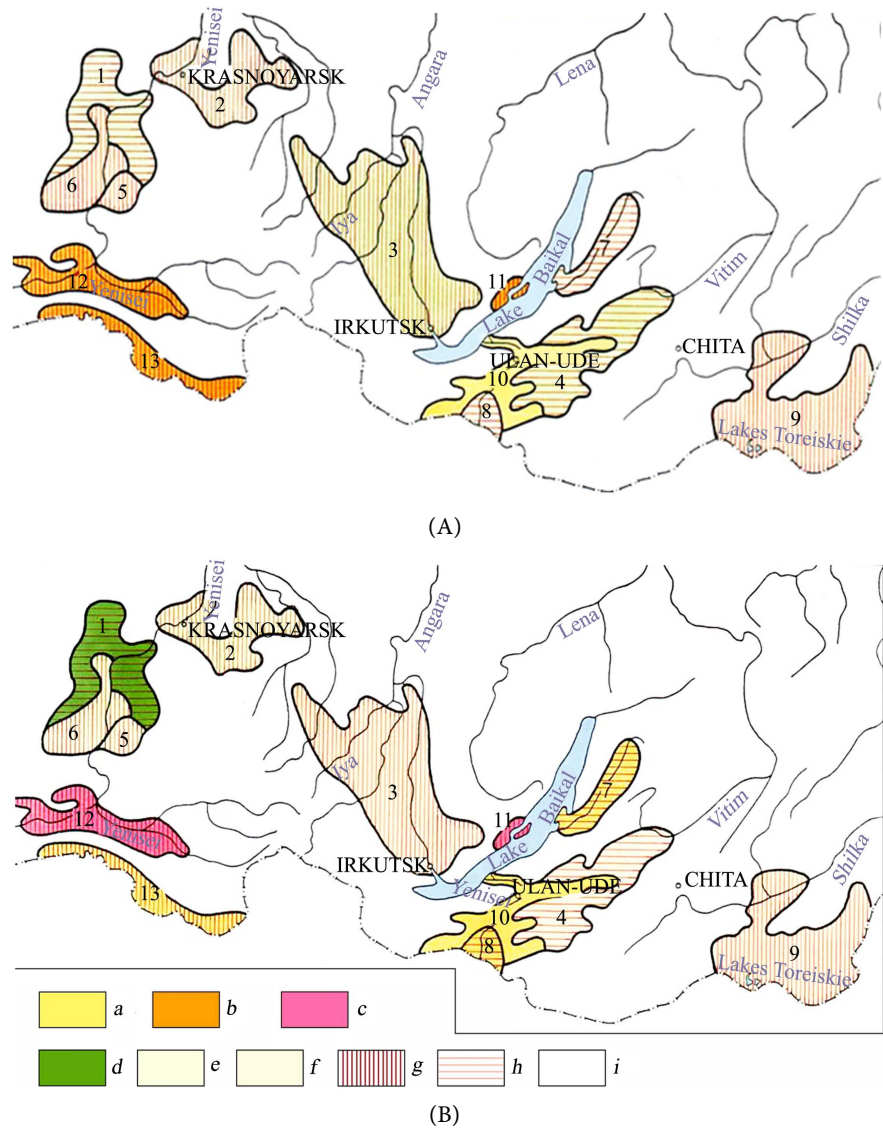 Yenisei
Angara
Lena
1
KRASNOYARSK
2
6
5
Ilya
3
7
Baikal
Vitim
12
Yenisei
11
Lake
IRKUTSK
13
ULAN-UDE
CHITA
Shilka
10
4
8
9
Lakes Toreiskie
(A)
Yenisei
Angara
Lena
1
KRASNOYARSK
2
6
5
Ilya
3
7
Baikal
Vitim
12
Yenisei
11
Lake
IRKUTSK
13
Yenisei
ULAN-UDE
CHITA
Shilka
10
4
8
9
Lakes Toreiskie
a b c
d e f g h i
(B)